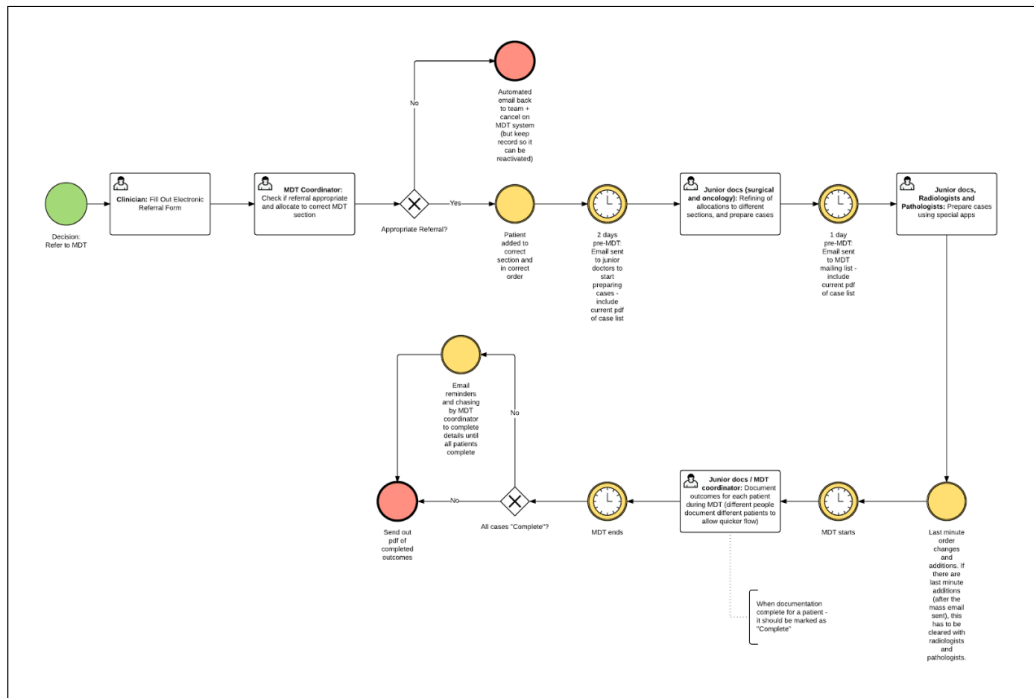 No
Automated
email back
to team +
cancel on
MDT system
(but keep
record so it
can be
reactivated)
Decision:
Refer to MDT
Clinician: Fill Out Electronic
Referral Form
MDT Coordinator:
Check if referral appropriate
and allocate to correct MDT
section
Appropriate Referral?
Yes
Patient
added to
correct
section and
in correct
order
2 days
pre-MDT:
Email sent
to junior
doctors to
start
preparing
cases -
include
current pdf
of case list
Junior docs (surgical
and oncology): Refining of
allocations to different
sections, and prepare cases
1 day
pre-MDT:
Email sent
to MDT
mailing list -
include
current pdf
of case list
Junior docs,
Radiologists and
Pathologists: Prepare cases
using special apps
Last minute
order
changes
and
additions. If
there are
last minute
additions
(after the
mass email
sent), this
has to be
cleared with
radiologists
and
pathologists.
MDT starts
Junior docs / MDT
coordinator: Document
outcomes for each patient
during MDT (different people
document different patients to
allow quicker flow)
When documentation
complete for a patient -
it should be marked as
"Complete"
MDT ends
All cases "Complete"?
No
Email
reminders
and chasing
by MDT
coordinator
to complete
details until
all patients
complete
No
Send out
pdf of
completed
outcomes